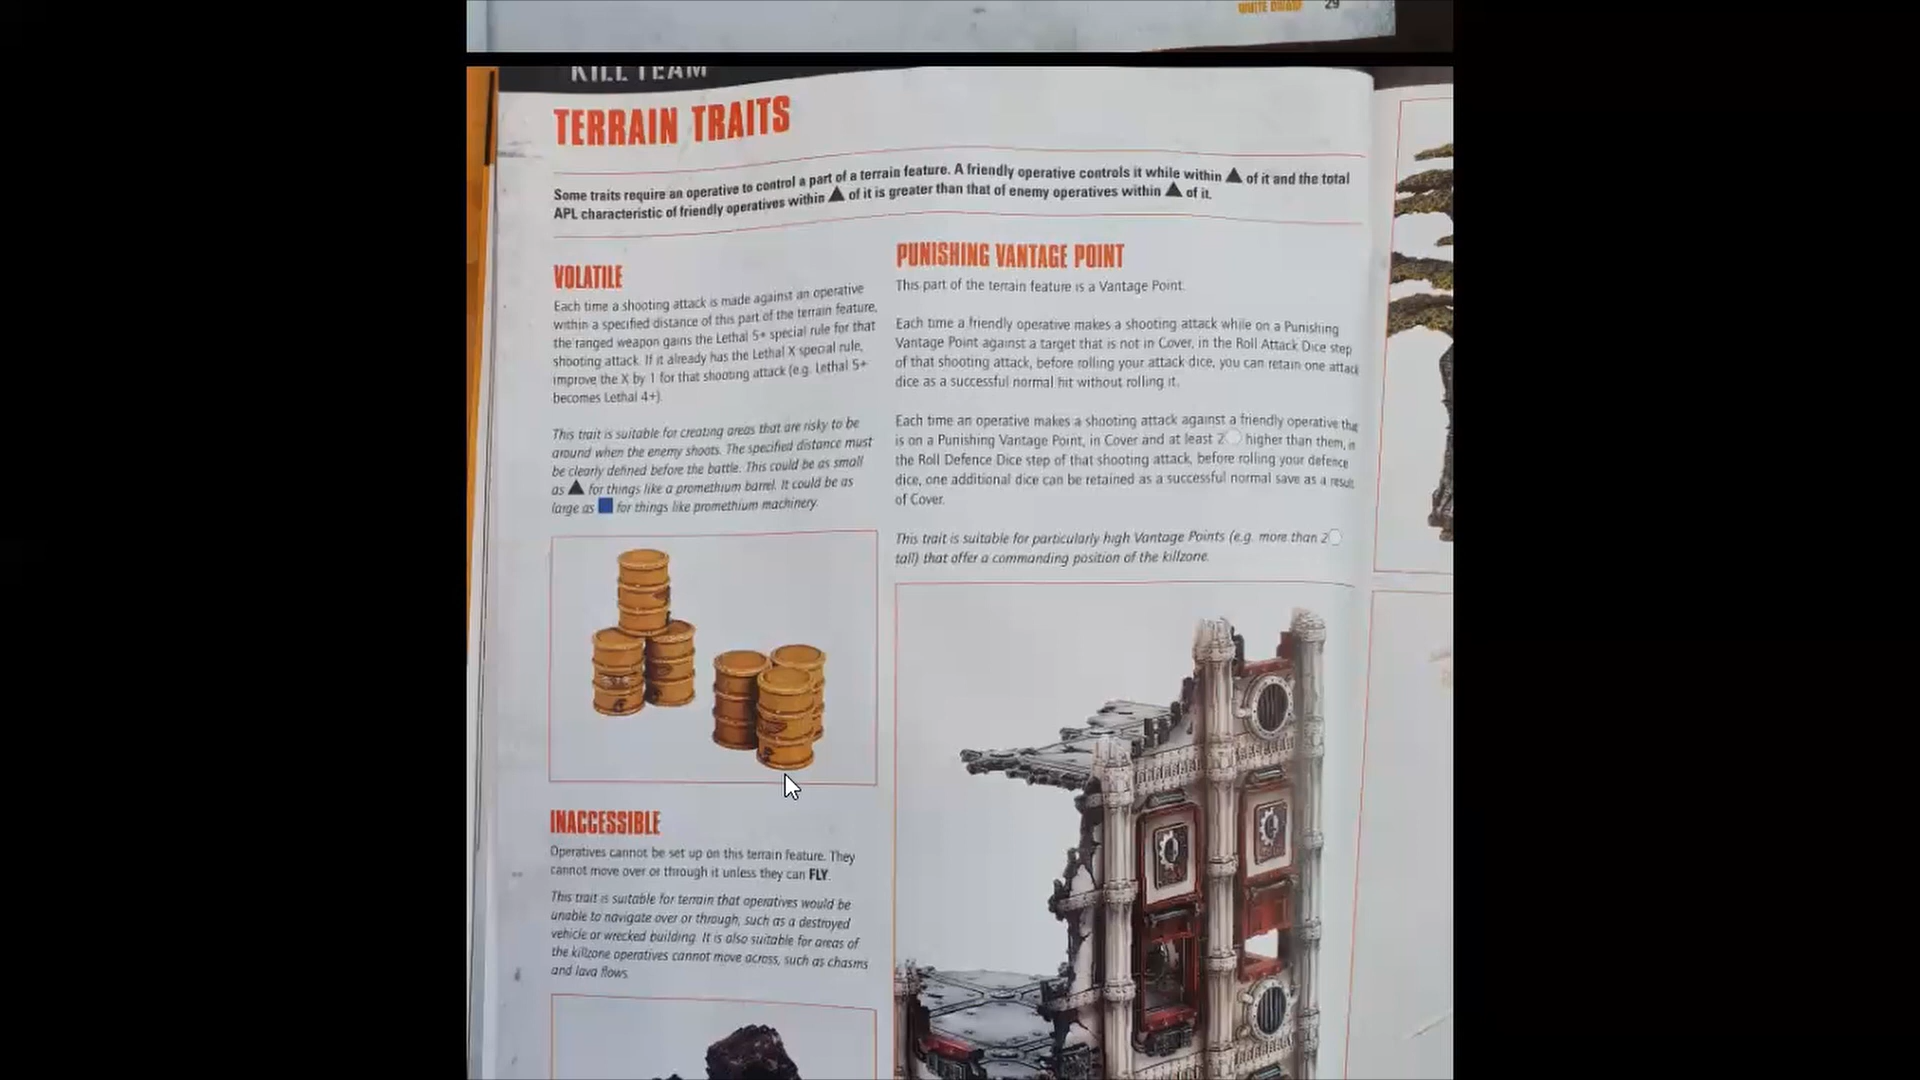 WHITE DWARF 29
KILL TEAM
TERRAIN TRAITS
Some traits require an operative to control a part of a terrain feature. A friendly operative controls it while within ▲ of it and the total
APL characteristic of friendly operatives within ▲ of it is greater than that of enemy operatives within ▲ of it.
VOLATILE
Each time a shooting attack is made against an operative
within a specified distance of this part of the terrain feature,
the ranged weapon gains the Lethal 5+ special rule for that
shooting attack. If it already has the Lethal X special rule,
improve the X by 1 for that shooting attack (e.g. Lethal 5+
becomes Lethal 4+).
This trait is suitable for creating areas that are risky to be
around when the enemy shoots. The specified distance must
be clearly defined before the battle. This could be as small
as ▲ for things like a promethium barrel. It could be as
large as ■ for things like promethium machinery.
INACCESSIBLE
Operatives cannot be set up on this terrain feature. They
cannot move over or through it unless they can FLY.
This trait is suitable for terrain that operatives would be
unable to navigate over or through, such as a destroyed
vehicle or wrecked building. It is also suitable for areas of
the killzone operatives cannot move across, such as chasms
and lava flows.
PUNISHING VANTAGE POINT
This part of the terrain feature is a Vantage Point.
Each time a friendly operative makes a shooting attack while on a Punishing
Vantage Point against a target that is not in Cover, in the Roll Attack Dice step
of that shooting attack, before rolling your attack dice, you can retain one attack
dice as a successful normal hit without rolling it.
Each time an operative makes a shooting attack against a friendly operative that
is on a Punishing Vantage Point, in Cover and at least 2○ higher than them, in
the Roll Defence Dice step of that shooting attack, before rolling your defence
dice, one additional dice can be retained as a successful normal save as a result
of Cover.
This trait is suitable for particularly high Vantage Points (e.g. more than 2○
tall) that offer a commanding position of the killzone.